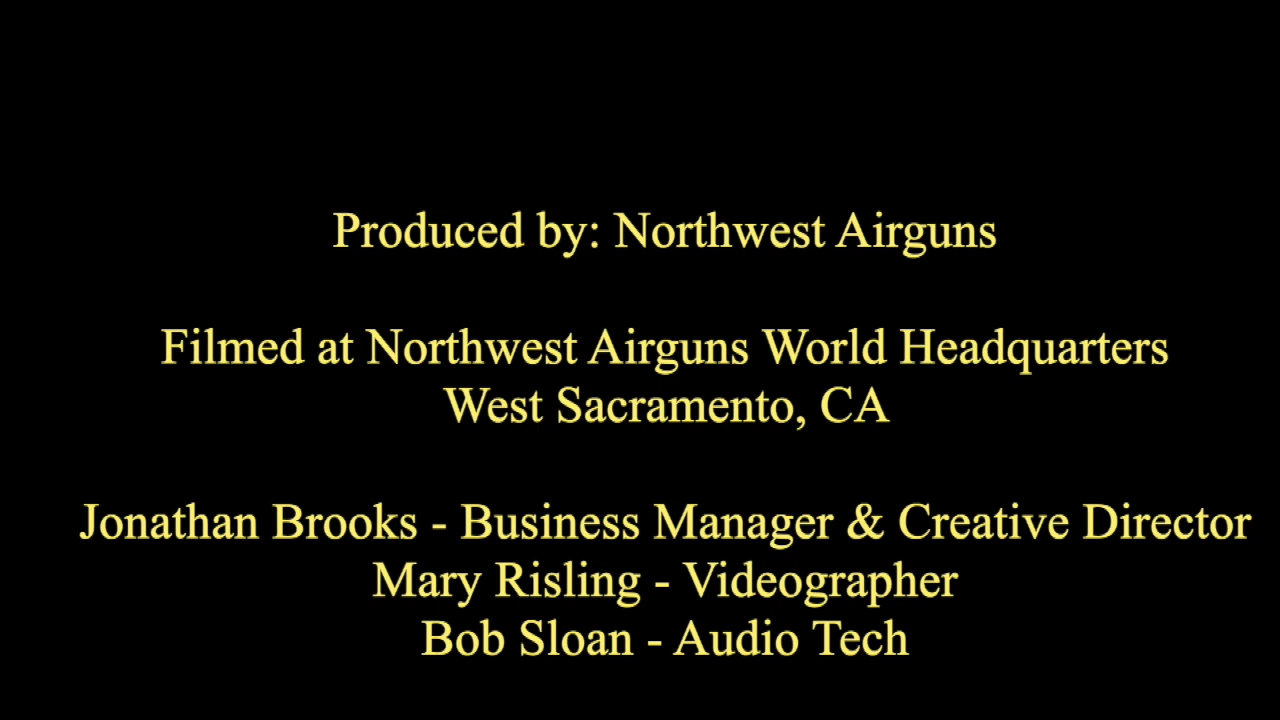 Produced by: Northwest Airguns
Filmed at Northwest Airguns World Headquarters
West Sacramento, CA
Jonathan Brooks - Business Manager & Creative Director
Mary Risling - Videographer
Bob Sloan - Audio Tech